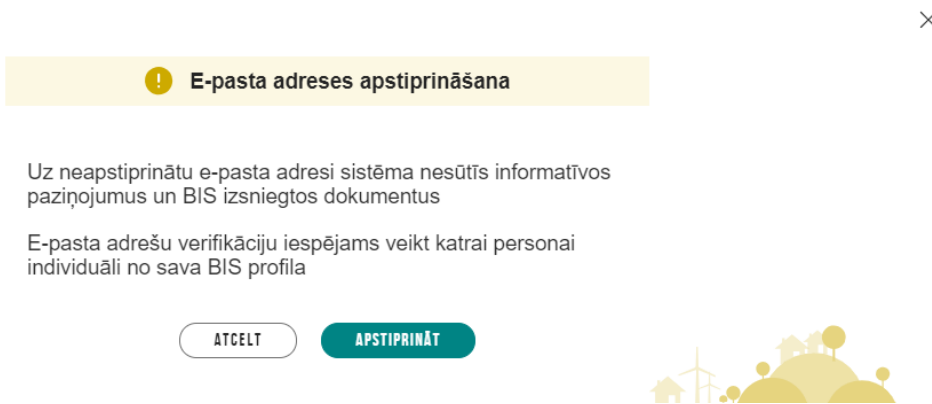 E-pasta adreses apstiprināšana
Uz neapstiprinātu e-pasta adresi sistēma nesūtīs informatīvos
paziņojumus un BIS izsniegtos dokumentus
E-pasta adrešu verifikāciju iespējams veikt katrai personai
individuāli no sava BIS profila
ATCELT
APSTIPRINĀT